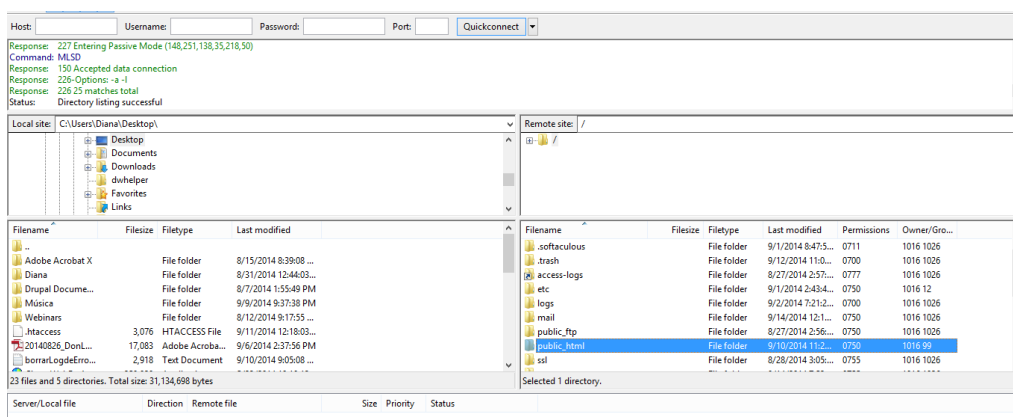 Host: Username: Password: Port: Quickconnect
Response: 227 Entering Passive Mode (148,251,138,35,218,50)
Command: MLSD
Response: 150 Accepted data connection
Response: 226-Options: -a -l
Response: 226 25 matches total
Status: Directory listing successful
Local site: C:\Users\Diana\Desktop\
Desktop
Documents
Downloads
dwhelper
Favorites
Links
Remote site: /
/
Filename Filesize Filetype Last modified
..
Adobe Acrobat X File folder 8/15/2014 8:39:08 ...
Diana File folder 8/31/2014 12:44:03...
Drupal Docume... File folder 8/7/2014 1:55:49 PM
Música File folder 9/9/2014 9:37:38 PM
Webinars File folder 8/12/2014 9:17:55 ...
.htaccess 3,076 HTACCESS File 9/11/2014 12:18:03...
20140826_DonL... 17,083 Adobe Acroba... 9/6/2014 2:37:56 PM
borrarLogdeErro... 2,918 Text Document 9/10/2014 9:05:08 ...
23 files and 5 directories. Total size: 31,134,698 bytes
Filename Filesize Filetype Last modified Permissions Owner/Gro...
.softaculous File folder 9/1/2014 8:47:5... 0711 1016 1026
.trash File folder 9/12/2014 11:0... 0700 1016 1026
access-logs File folder 8/27/2014 2:57:... 0777 1016 1026
etc File folder 9/1/2014 2:43:4... 0750 1016 12
logs File folder 9/2/2014 7:21:2... 0700 1016 1026
mail File folder 9/14/2014 12:1... 0750 1016 1026
public_ftp File folder 8/27/2014 2:56:... 0750 1016 1026
public_html File folder 9/10/2014 11:2... 0750 1016 99
ssl File folder 8/28/2014 3:05:... 0755 1016 1026
Selected 1 directory.
Server/Local file Direction Remote file Size Priority Status